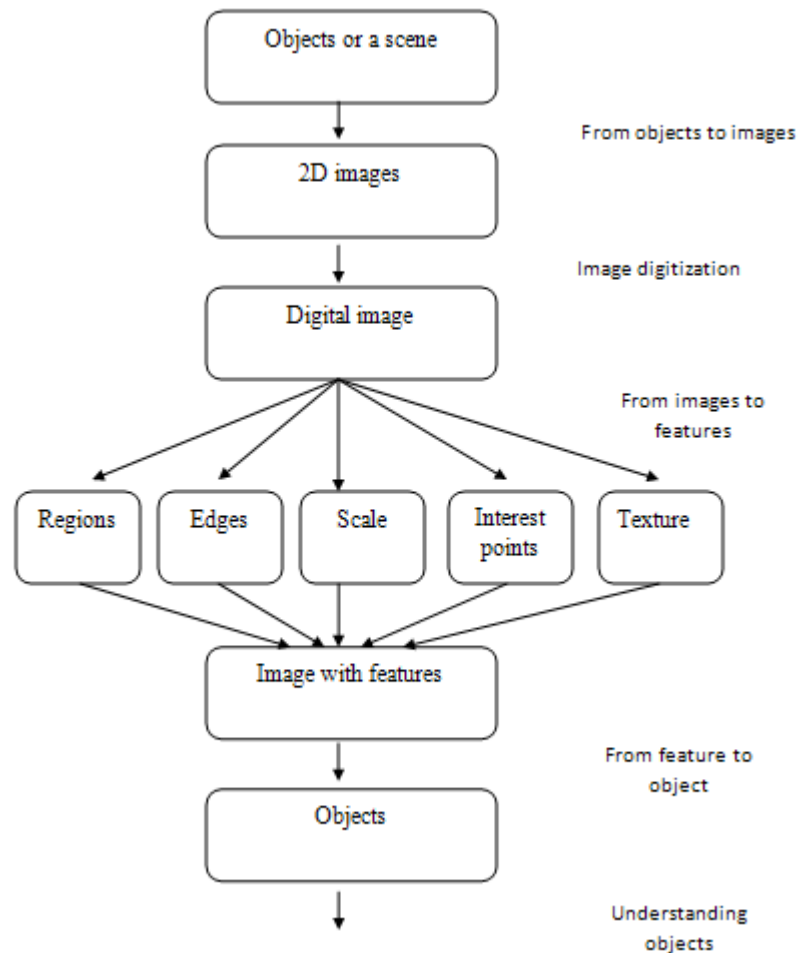 Objects or a scene
From objects to images
2D images
Image digitization
Digital image
From images to
features
Regions
Edges
Scale
Interest
points
Texture
Image with features
From feature to
object
Objects
Understanding
objects